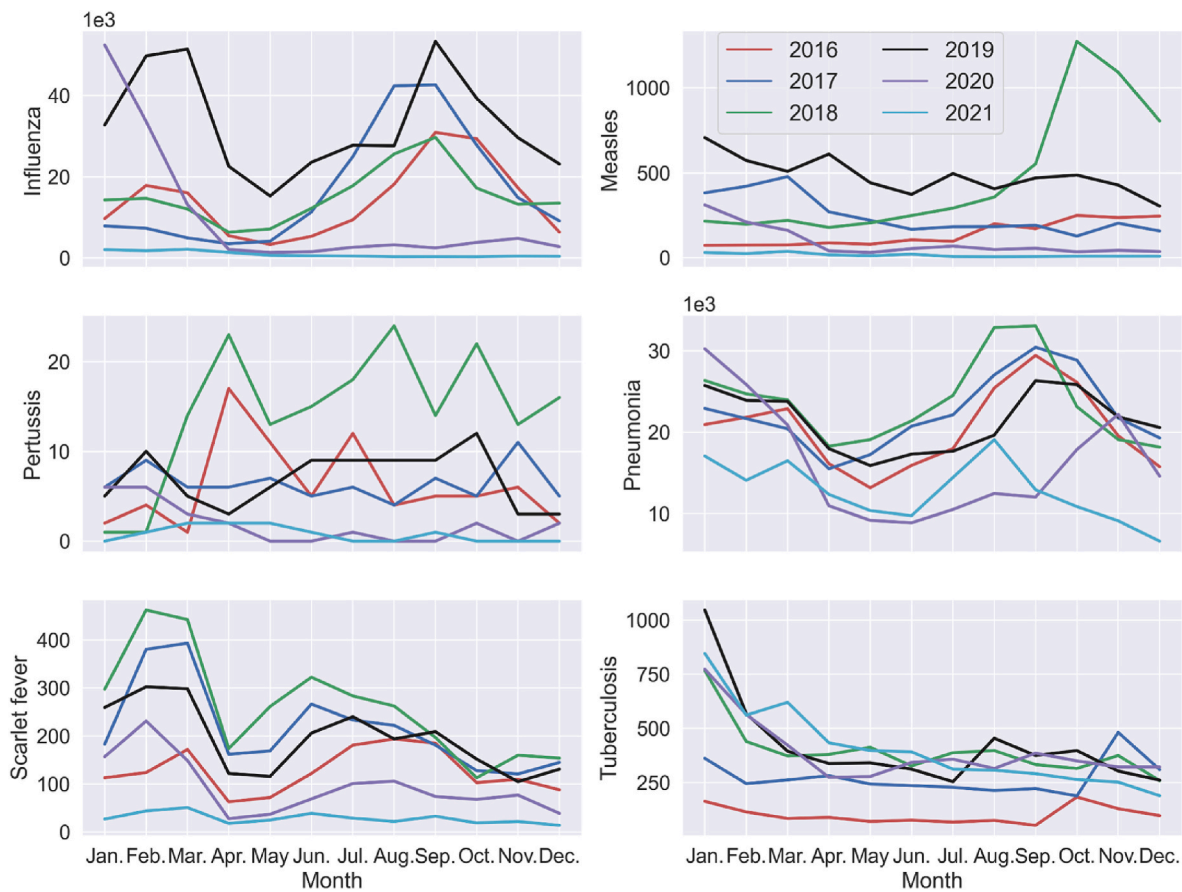 1e3
Influenza
40
20
0
Measles
1000
500
0
2016 2019
2017 2020
2018 2021
Pertussis
20
10
0
1e3
Pneumonia
30
20
10
Scarlet fever
400
300
200
100
0
Jan. Feb. Mar. Apr. May Jun. Jul. Aug. Sep. Oct. Nov. Dec.
Month
Tuberculosis
1000
750
500
250
Jan. Feb. Mar. Apr. May Jun. Jul. Aug. Sep. Oct. Nov. Dec.
Month